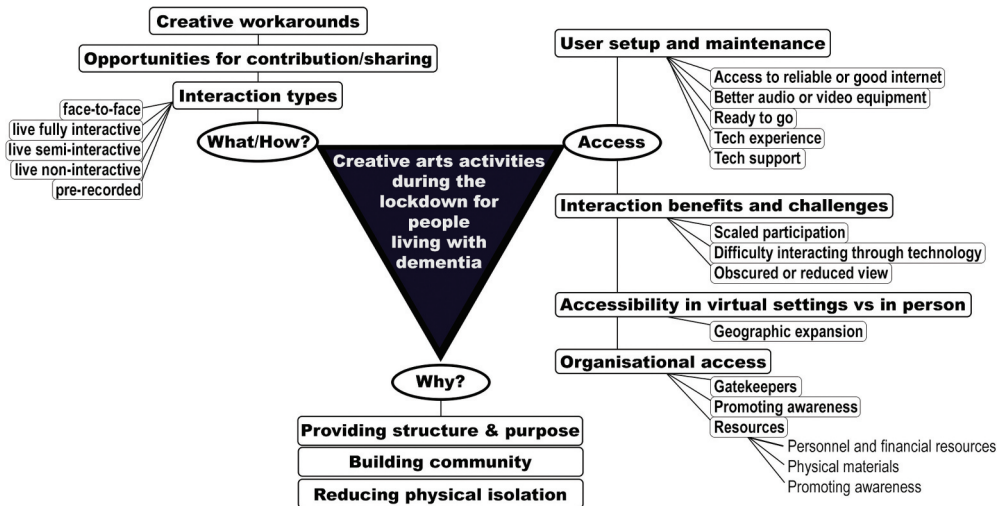 Creative workarounds
Opportunities for contribution/sharing
Interaction types
face-to-face
live fully interactive
live semi-interactive
live non-interactive
pre-recorded
What/How?
Creative arts activities
during the
lockdown for
people
living with
dementia
Access
User setup and maintenance
Access to reliable or good internet
Better audio or video equipment
Ready to go
Tech experience
Tech support
Interaction benefits and challenges
Scaled participation
Difficulty interacting through technology
Obscured or reduced view
Accessibility in virtual settings vs in person
Geographic expansion
Organisational access
Gatekeepers
Promoting awareness
Resources
Personnel and financial resources
Physical materials
Promoting awareness
Why?
Providing structure & purpose
Building community
Reducing physical isolation